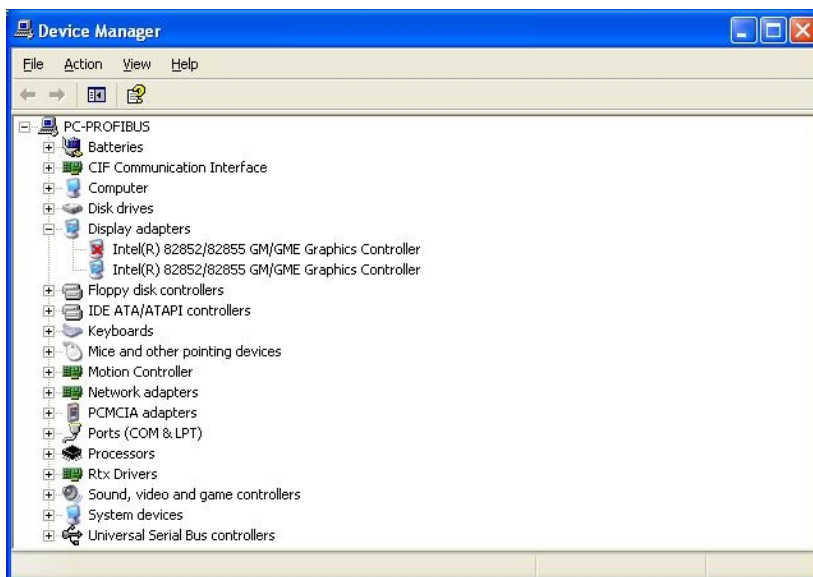 Device Manager
File Action View Help
PC-PROFIBUS
Batteries
CIF Communication Interface
Computer
Disk drives
Display adapters
Intel(R) 82852/82855 GM/GME Graphics Controller
Intel(R) 82852/82855 GM/GME Graphics Controller
Floppy disk controllers
IDE ATA/ATAPI controllers
Keyboards
Mice and other pointing devices
Motion Controller
Network adapters
PCMCIA adapters
Ports (COM & LPT)
Processors
Rtx Drivers
Sound, video and game controllers
System devices
Universal Serial Bus controllers